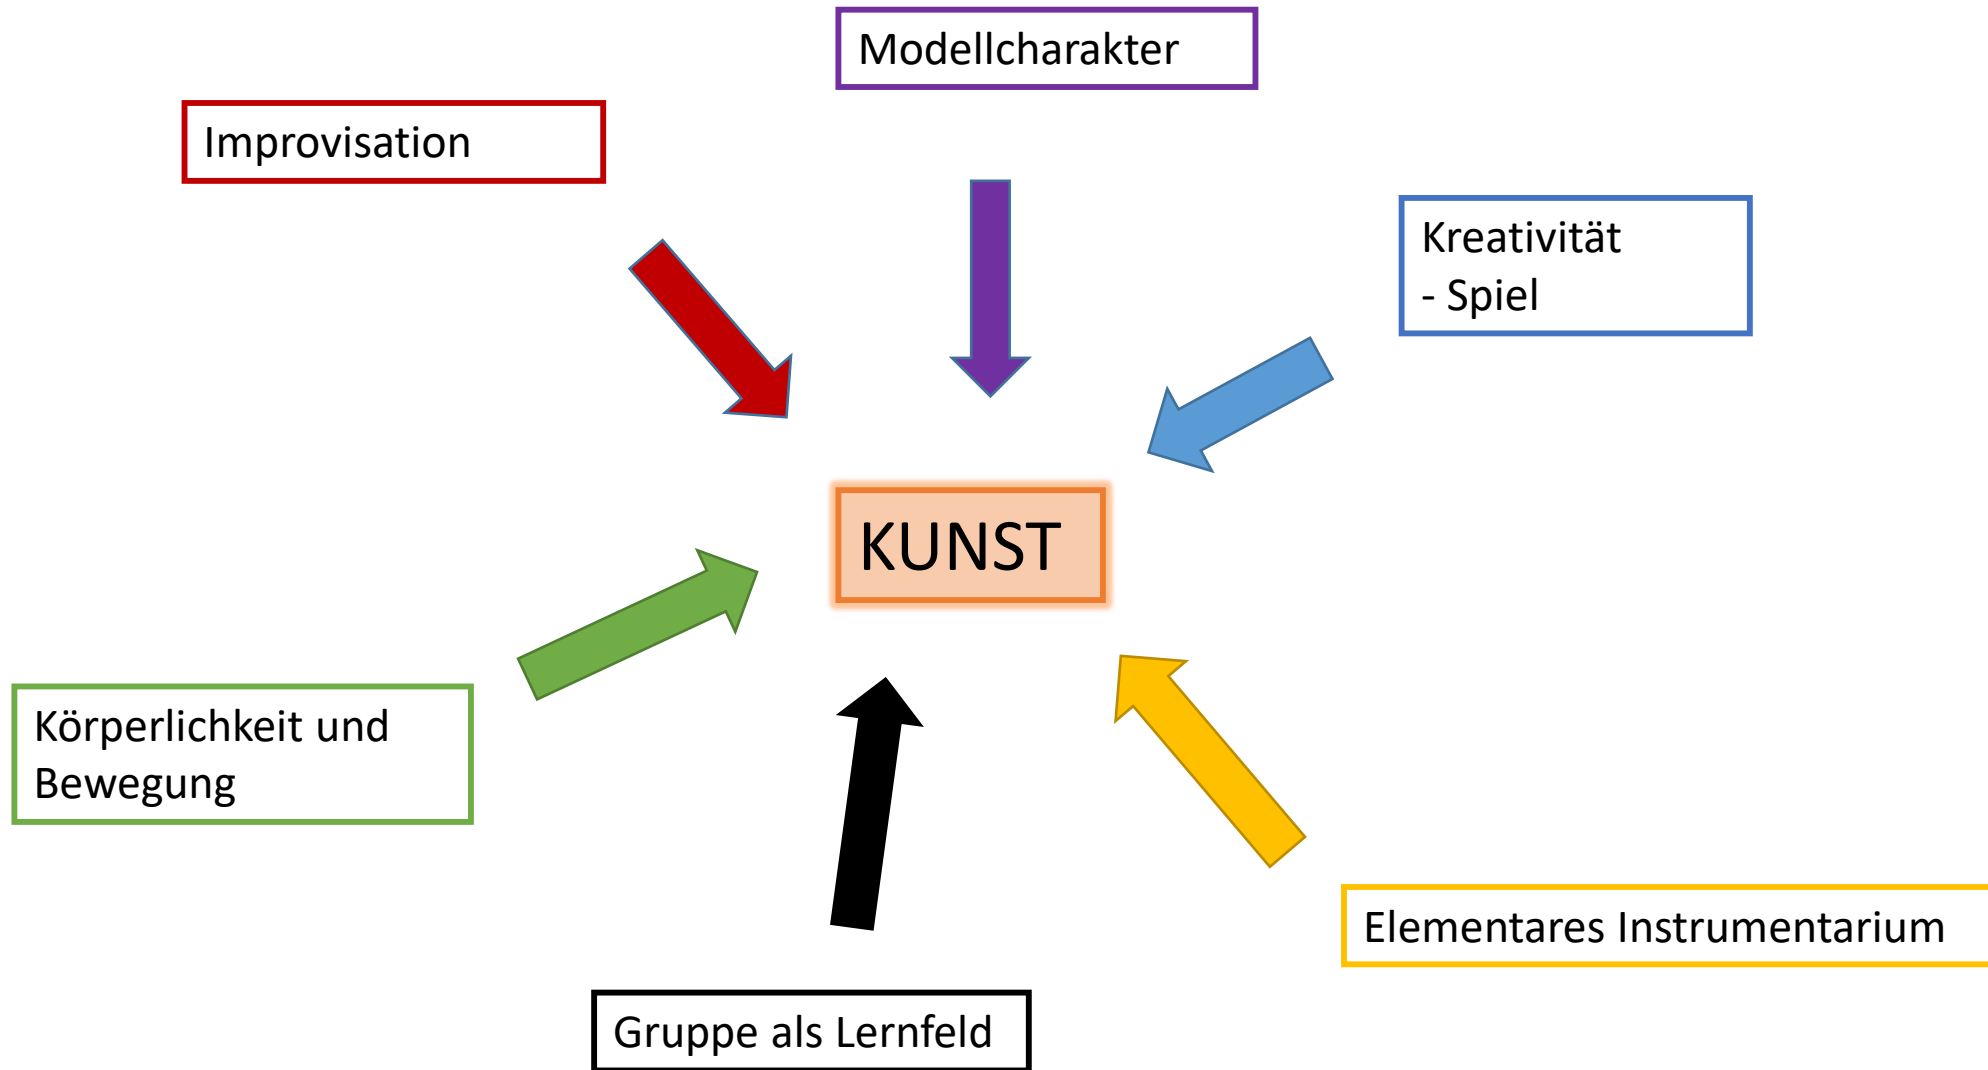 Modellcharakter
Improvisation
Kreativität
- Spiel
KUNST
Körperlichkeit und
Bewegung
Elementares Instrumentarium
Gruppe als Lernfeld